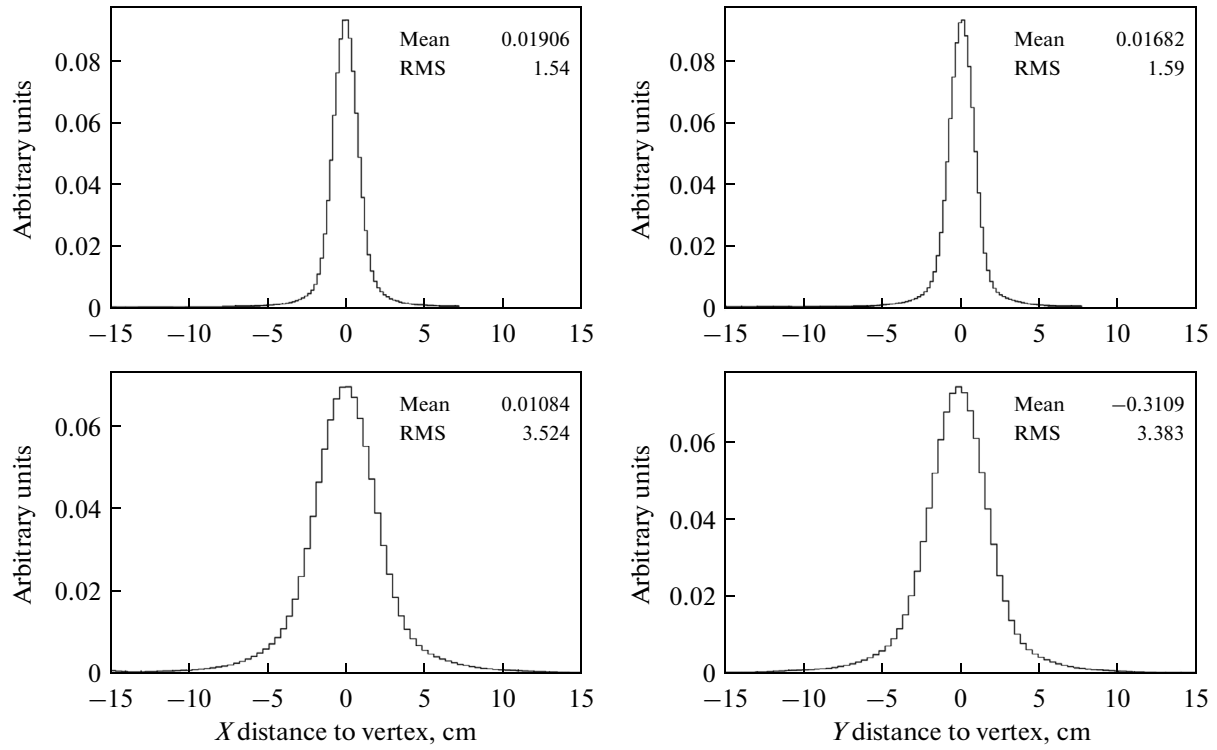 Arbitrary units
0.08
0.06
0.04
0.02
0
−15 −10 −5 0 5 10 15
Mean 0.01906
RMS 1.54
Arbitrary units
0.08
0.06
0.04
0.02
0
−15 −10 −5 0 5 10 15
Mean 0.01682
RMS 1.59
Arbitrary units
0.06
0.04
0.02
0
−15 −10 −5 0 5 10 15
X distance to vertex, cm
Mean 0.01084
RMS 3.524
Arbitrary units
0.06
0.04
0.02
0
−15 −10 −5 0 5 10 15
Y distance to vertex, cm
Mean −0.3109
RMS 3.383